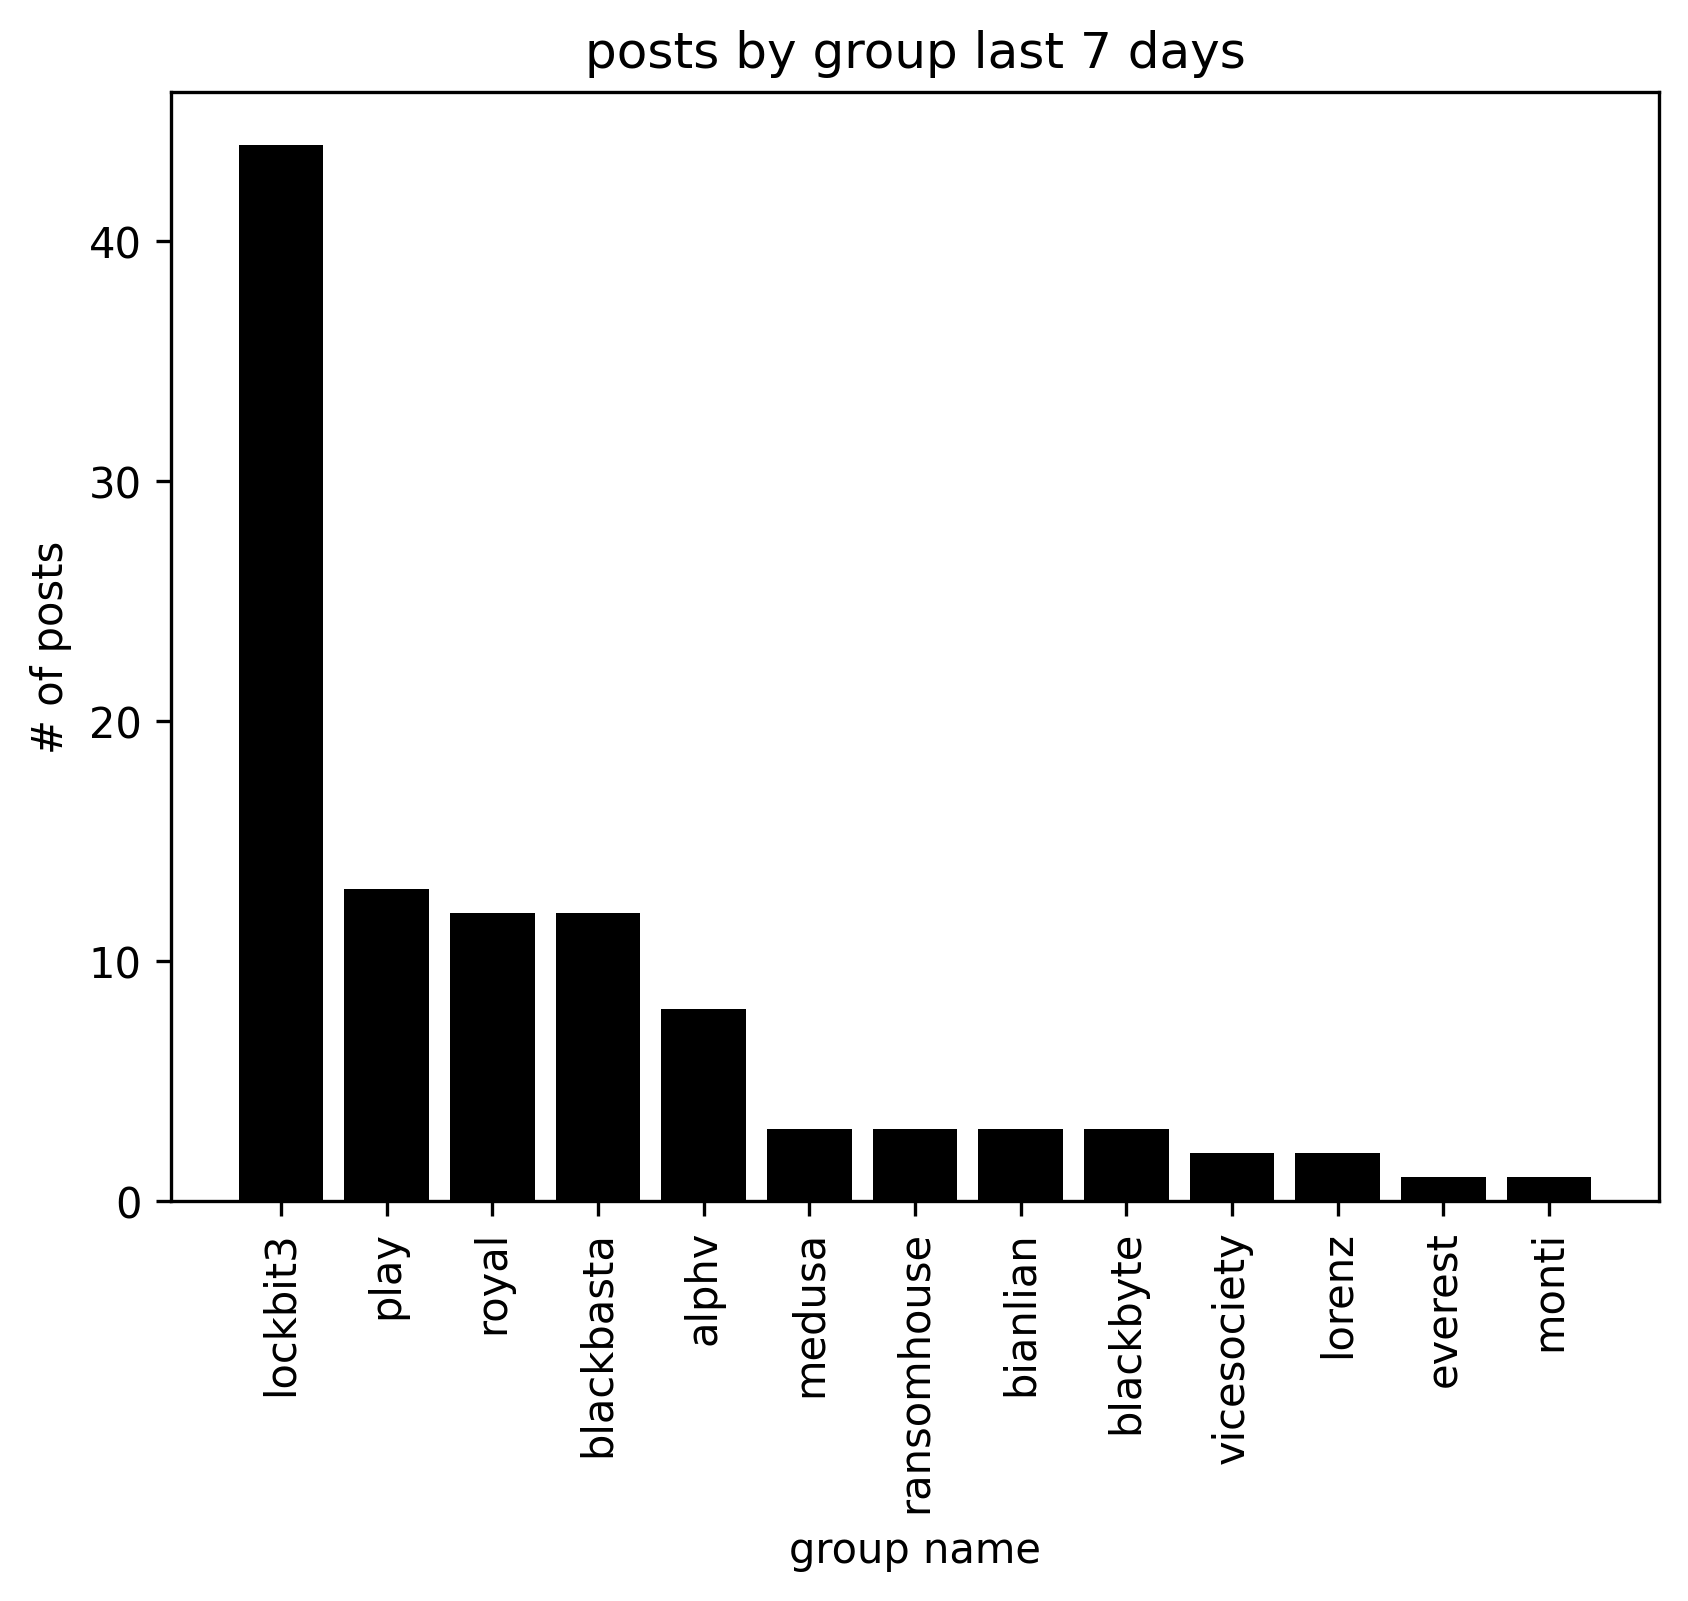 posts by group last 7 days
# of posts
40
30
20
10
0
lockbit3
play
royal
blackbasta
alphv
medusa
ransomhouse
bianlian
blackbyte
vicesociety
lorenz
everest
monti
group name